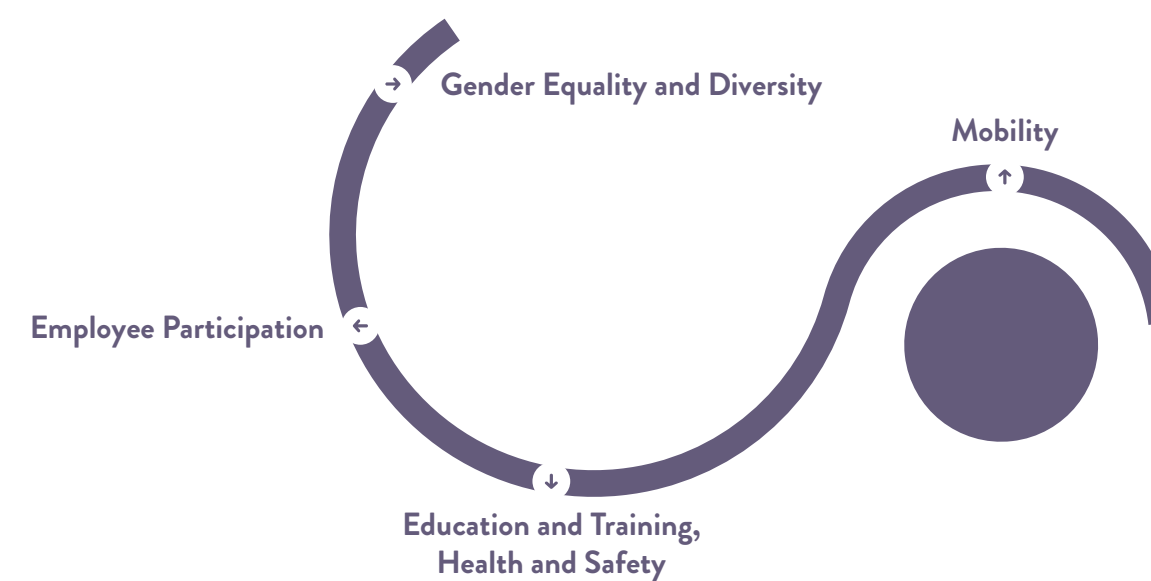 Gender Equality and Diversity
Mobility
Employee Participation
Education and Training,
Health and Safety